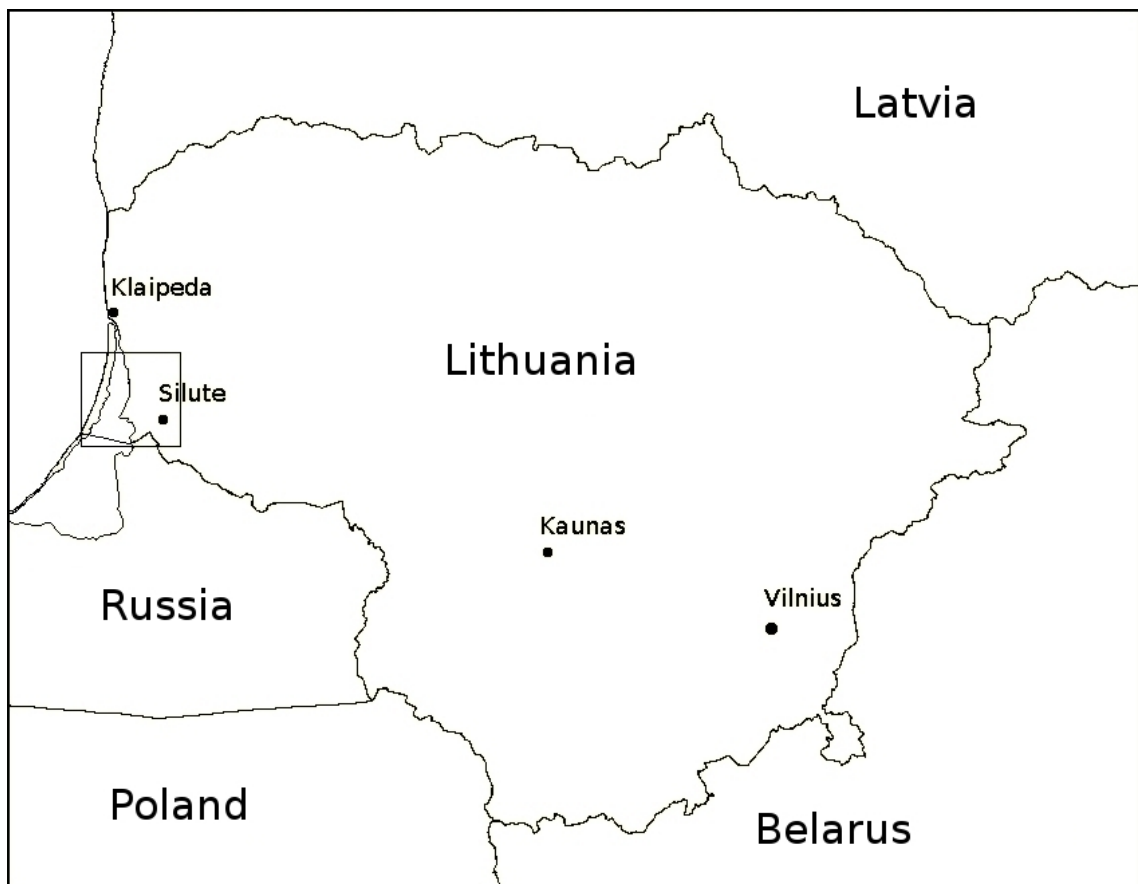 Latvia
Klaipeda
Lithuania
Silute
Kaunas
Vilnius
Russia
Poland
Belarus